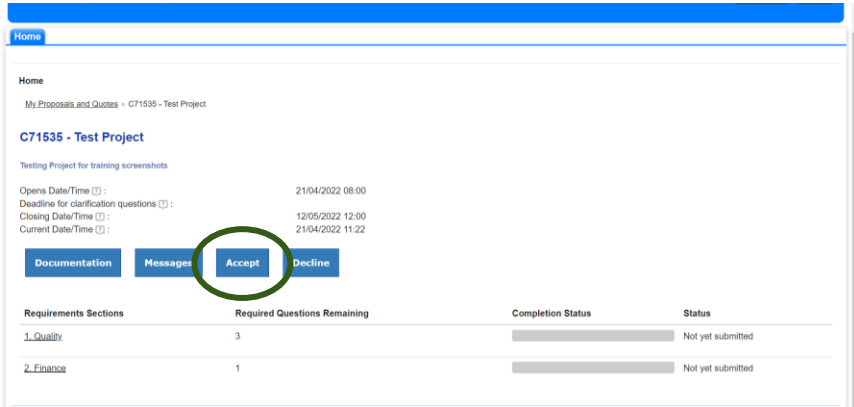 Home
Home
My Proposals and Quotes » C71535 - Test Project
C71535 - Test Project
Testing Project for training screenshots
Opens Date/Time [?] : 21/04/2022 08:00
Deadline for clarification questions [?] :
Closing Date/Time [?] : 12/05/2022 12:00
Current Date/Time [?] : 21/04/2022 11:22
Documentation Messages Accept Decline
Requirements Sections Required Questions Remaining Completion Status Status
1. Quality 3 Not yet submitted
2. Finance 1 Not yet submitted